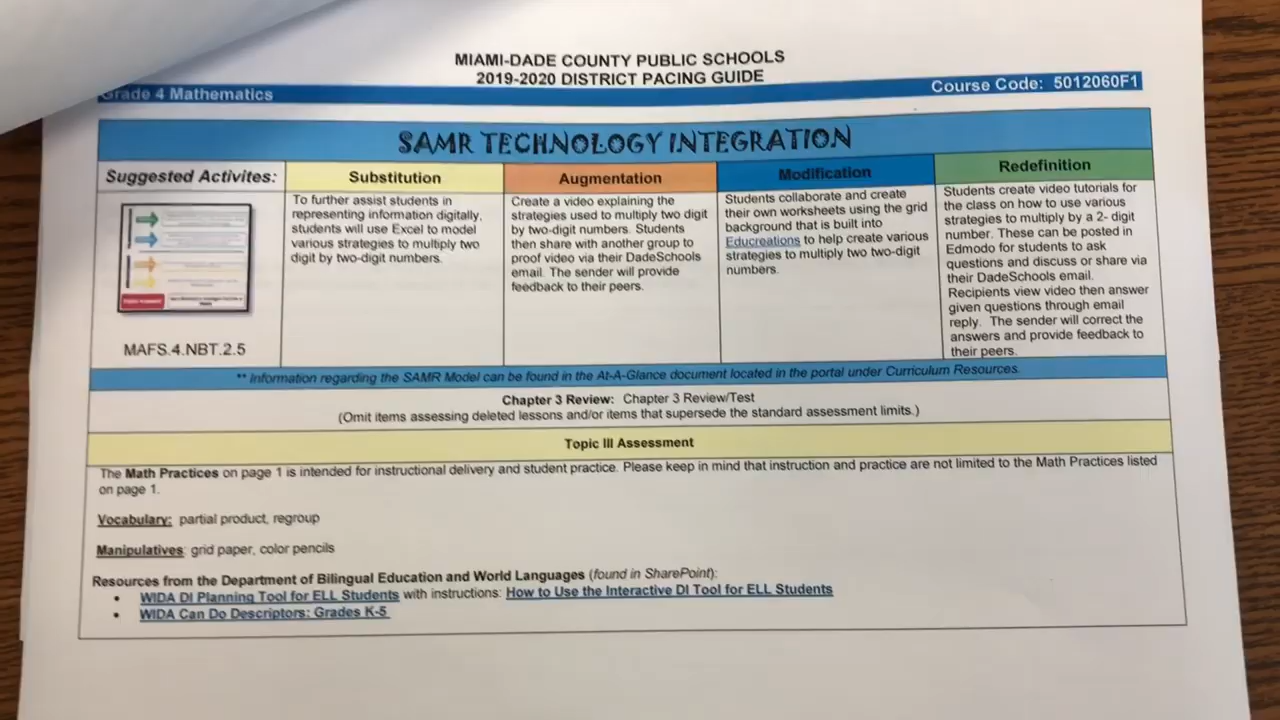 MIAMI-DADE COUNTY PUBLIC SCHOOLS
2019-2020 DISTRICT PACING GUIDE
Grade 4 Mathematics
Course Code: 5012060F1
SAMR TECHNOLOGY INTEGRATION
Suggested Activites:
MAFS.4.NBT.2.5
Substitution
To further assist students in
representing information digitally,
students will use Excel to model
various strategies to multiply two
digit by two-digit numbers.
Augmentation
Create a video explaining the
strategies used to multiply two digit
by two-digit numbers. Students
then share with another group to
proof video via their DadeSchools
email. The sender will provide
feedback to their peers.
Modification
Students collaborate and create
their own worksheets using the grid
background that is built into
Educreations to help create various
strategies to multiply two two-digit
numbers.
Redefinition
Students create video tutorials for
the class on how to use various
strategies to multiply by a 2- digit
number. These can be posted in
Edmodo for students to ask
questions and discuss or share via
their DadeSchools email.
Recipients view video then answer
given questions through email
reply. The sender will correct the
answers and provide feedback to
their peers.
** Information regarding the SAMR Model can be found in the At-A-Glance document located in the portal under Curriculum Resources.
Chapter 3 Review: Chapter 3 Review/Test
(Omit items assessing deleted lessons and/or items that supersede the standard assessment limits.)
Topic III Assessment
The Math Practices on page 1 is intended for instructional delivery and student practice. Please keep in mind that instruction and practice are not limited to the Math Practices listed
on page 1.
Vocabulary: partial product, regroup
Manipulatives: grid paper, color pencils
Resources from the Department of Bilingual Education and World Languages (found in SharePoint):
• WIDA DI Planning Tool for ELL Students with instructions: How to Use the Interactive DI Tool for ELL Students
• WIDA Can Do Descriptors: Grades K-5